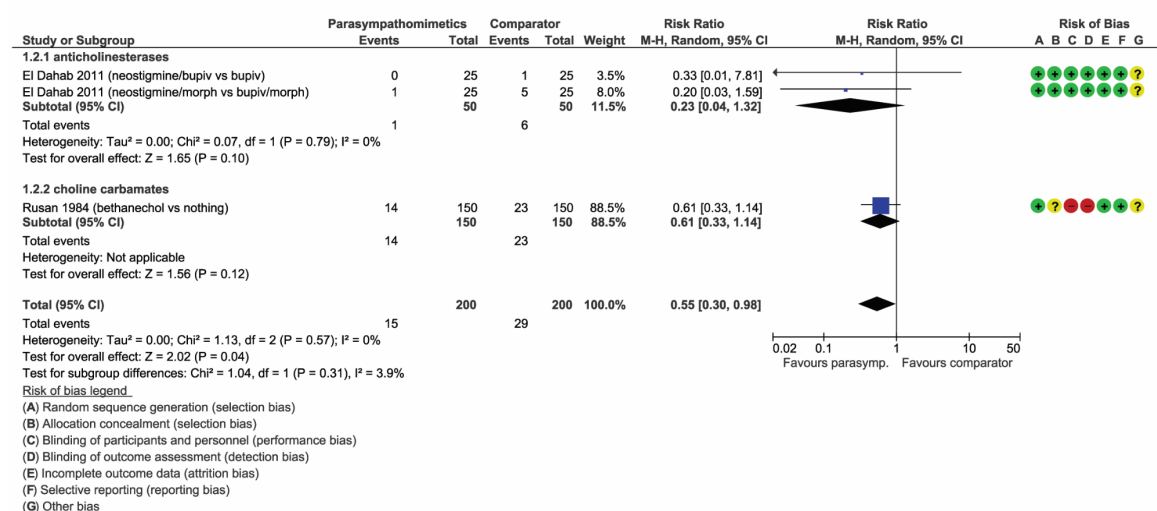 Parasympathomimetics Comparator Risk Ratio Risk Ratio Risk of Bias
Study or Subgroup Events Total Events Total Weight M-H, Random, 95% CI M-H, Random, 95% CI A B C D E F G
1.2.1 anticholinesterases
El Dahab 2011 (neostigmine/bupiv vs bupiv) 0 25 1 25 3.5% 0.33 [0.01, 7.81] + + + + + + ?
El Dahab 2011 (neostigmine/morph vs bupiv/morph) 1 25 5 25 8.0% 0.20 [0.03, 1.59] + + + + + + ?
Subtotal (95% CI) 50 50 11.5% 0.23 [0.04, 1.32]
Total events 1 6
Heterogeneity: Tau² = 0.00; Chi² = 0.07, df = 1 (P = 0.79); I² = 0%
Test for overall effect: Z = 1.65 (P = 0.10)
1.2.2 choline carbamates
Rusan 1984 (bethanechol vs nothing) 14 150 23 150 88.5% 0.61 [0.33, 1.14] + ? – – + + ?
Subtotal (95% CI) 150 150 88.5% 0.61 [0.33, 1.14]
Total events 14 23
Heterogeneity: Not applicable
Test for overall effect: Z = 1.56 (P = 0.12)
Total (95% CI) 200 200 100.0% 0.55 [0.30, 0.98]
Total events 15 29
Heterogeneity: Tau² = 0.00; Chi² = 1.13, df = 2 (P = 0.57); I² = 0%
Test for overall effect: Z = 2.02 (P = 0.04)
Test for subgroup differences: Chi² = 1.04, df = 1 (P = 0.31), I² = 3.9%
0.02 0.1 1 10 50
Favours parasymp. Favours comparator
Risk of bias legend
(A) Random sequence generation (selection bias)
(B) Allocation concealment (selection bias)
(C) Blinding of participants and personnel (performance bias)
(D) Blinding of outcome assessment (detection bias)
(E) Incomplete outcome data (attrition bias)
(F) Selective reporting (reporting bias)
(G) Other bias